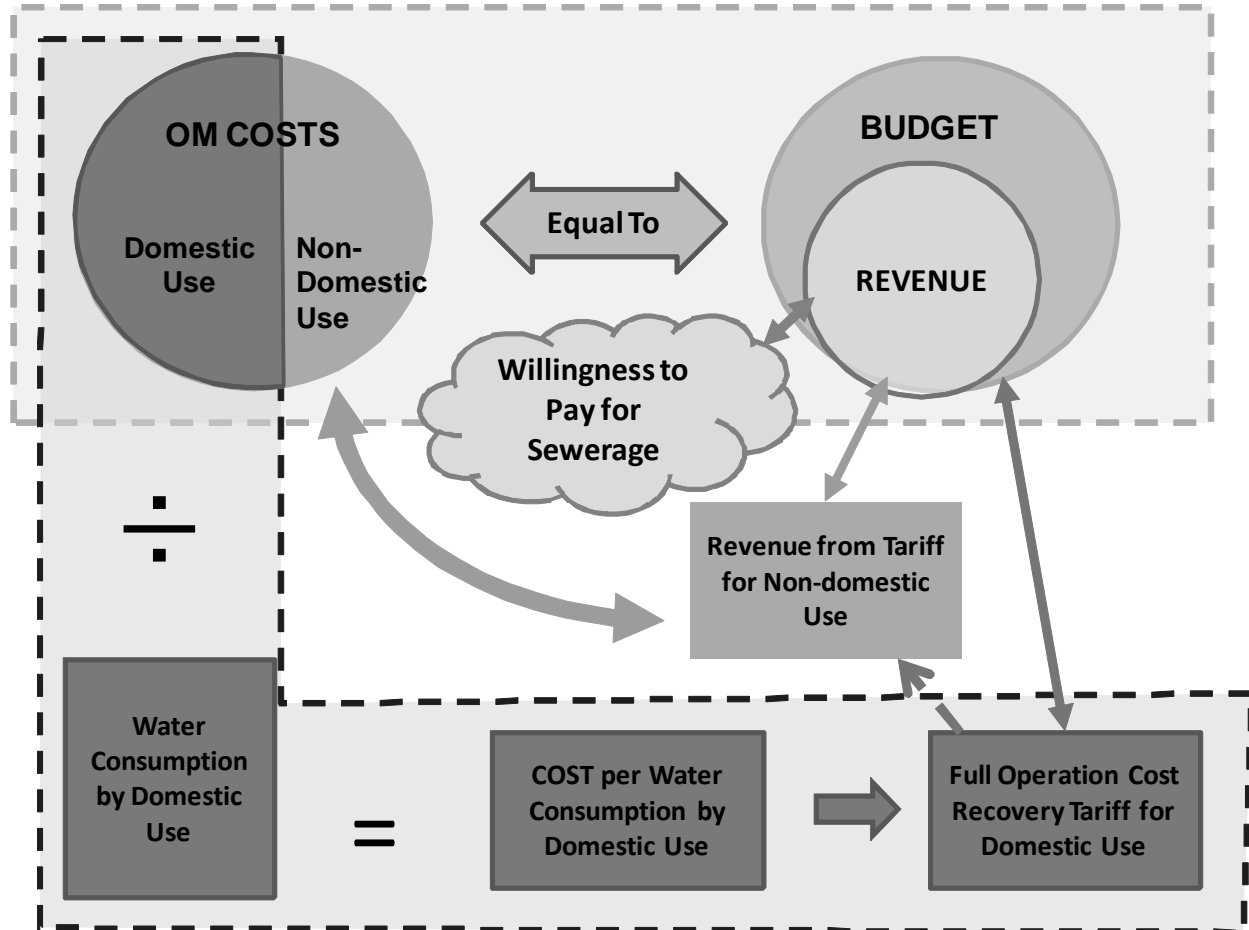 OM COSTS
Domestic
Use
Non-
Domestic
Use
Equal To
BUDGET
REVENUE
Willingness to
Pay for
Sewerage
÷
Revenue from Tariff
for Non-domestic
Use
Water
Consumption
by Domestic
Use
=
COST per Water
Consumption by
Domestic Use
Full Operation Cost
Recovery Tariff for
Domestic Use